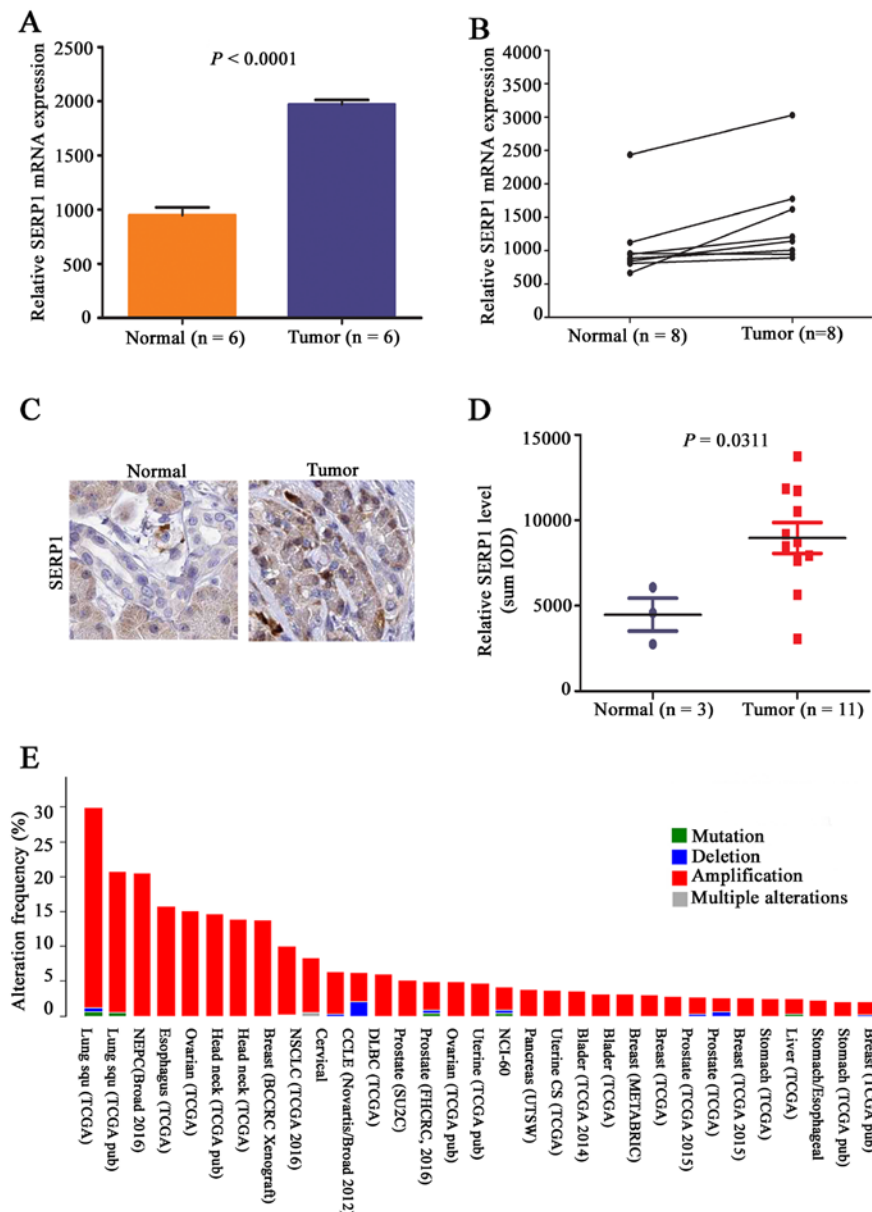 A
Relative SERP1 mRNA expression
2500
2000
1500
1000
500
0
P < 0.0001
Normal (n = 6)
Tumor (n = 6)
B
Relative SERP1 mRNA expression
4000
3500
3000
2500
2000
1500
1000
500
0
Normal (n = 8)
Tumor (n=8)
C
Normal
Tumor
SERP1
D
Relative SERP1 level
(sum IOD)
15000
10000
5000
0
P = 0.0311
Normal (n = 3)
Tumor (n = 11)
E
Alteration frequency (%)
30
25
20
15
10
5
0
Mutation
Deletion
Amplification
Multiple alterations
Lung squ (TCGA)
Lung squ (TCGA pub)
NEPC(Broad 2016)
Esophagus (TCGA)
Ovarian (TCGA)
Head neck (TCGA pub)
Head neck (TCGA)
Breast (BCCRC Xenograft)
NSCLC (TCGA 2016)
Cervical
CCLE (Novartis/Broad 2012)
DLBC (TCGA)
Prostate (SU2C)
Prostate (FHCRC, 2016)
Ovarian (TCGA pub)
Uterine (TCGA pub)
NCI-60
Pancreas (UTSW)
Uterine CS (TCGA)
Blader (TCGA 2014)
Blader (TCGA)
Breast (METABRIC)
Breast (TCGA)
Prostate (TCGA 2015)
Prostate (TCGA)
Breast (TCGA 2015)
Stomach (TCGA)
Liver (TCGA)
Stomach/Esophageal
Stomach (TCGA pub)
Breast (TCGA pub)